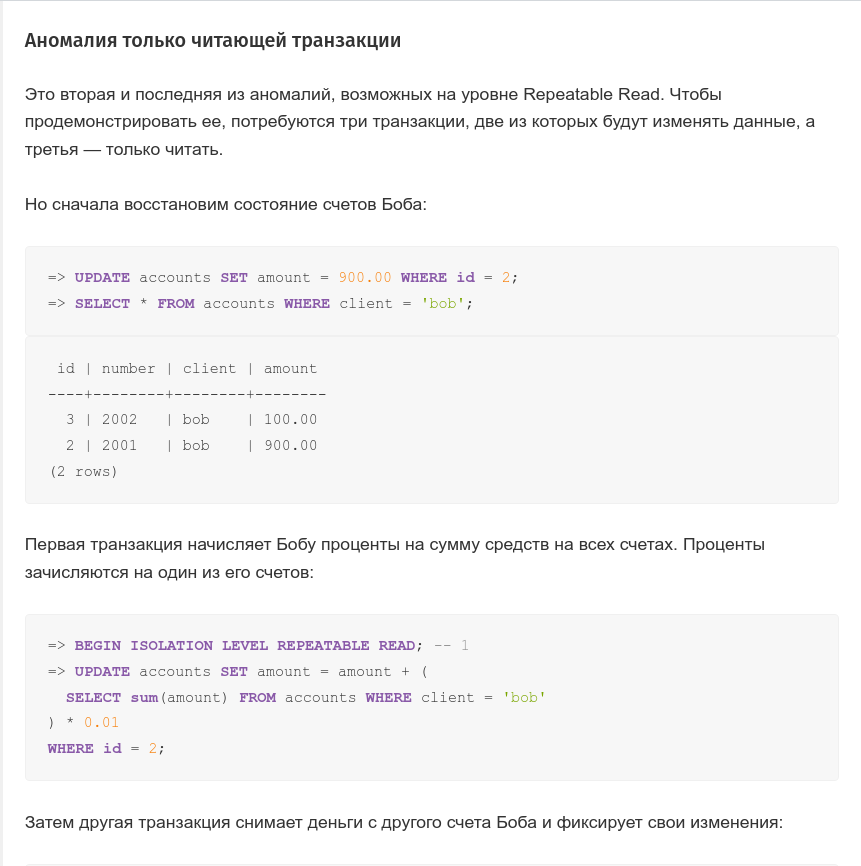 Аномалия только читающей транзакции
Это вторая и последняя из аномалий, возможных на уровне Repeatable Read. Чтобы
продемонстрировать ее, потребуются три транзакции, две из которых будут изменять данные, а
третья — только читать.
Но сначала восстановим состояние счетов Боба:
=> UPDATE accounts SET amount = 900.00 WHERE id = 2;
=> SELECT * FROM accounts WHERE client = 'bob';
 id | number | client | amount
----+--------+--------+--------
  3 | 2002   | bob    | 100.00
  2 | 2001   | bob    | 900.00
(2 rows)
Первая транзакция начисляет Бобу проценты на сумму средств на всех счетах. Проценты
зачисляются на один из его счетов:
=> BEGIN ISOLATION LEVEL REPEATABLE READ; -- 1
=> UPDATE accounts SET amount = amount + (
  SELECT sum(amount) FROM accounts WHERE client = 'bob'
) * 0.01
WHERE id = 2;
Затем другая транзакция снимает деньги с другого счета Боба и фиксирует свои изменения: